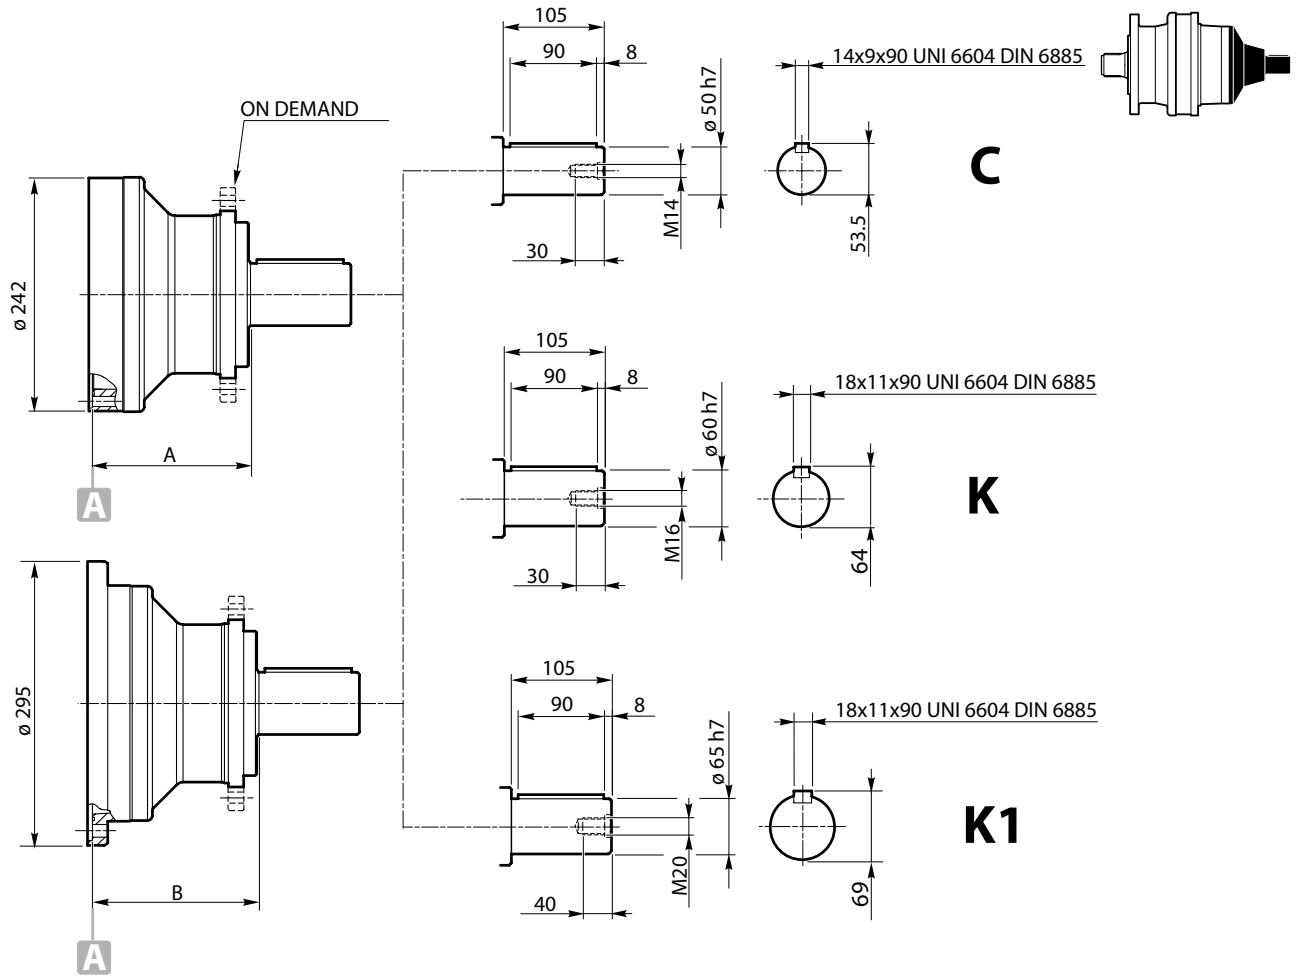 ON DEMAND
ø 242
A
A
ø 295
B
A
105
90
8
ø 50 h7
M14
30
14x9x90 UNI 6604 DIN 6885
53.5
C
105
90
8
ø 60 h7
M16
30
18x11x90 UNI 6604 DIN 6885
64
K
105
90
8
ø 65 h7
M20
40
18x11x90 UNI 6604 DIN 6885
69
K1